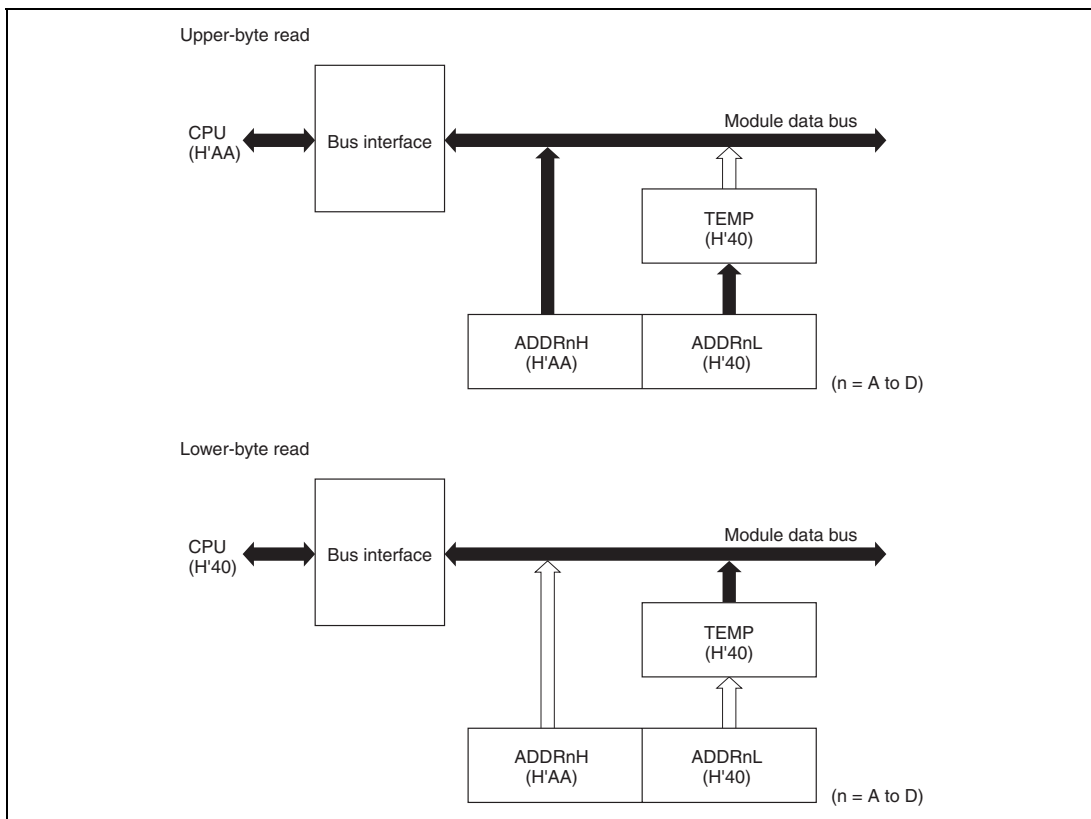 Upper-byte read
CPU
(H'AA)
Bus interface
Module data bus
TEMP
(H'40)
ADDRnH
(H'AA)
ADDRnL
(H'40)
(n = A to D)
Lower-byte read
CPU
(H'40)
Bus interface
Module data bus
TEMP
(H'40)
ADDRnH
(H'AA)
ADDRnL
(H'40)
(n = A to D)